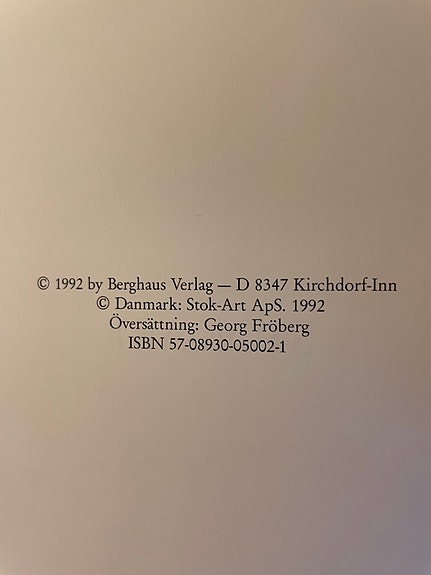 © 1992 by Berghaus Verlag — D 8347 Kirchdorf-Inn
© Danmark: Stok-Art ApS. 1992
Översättning: Georg Fröberg
ISBN 57-08930-05002-1